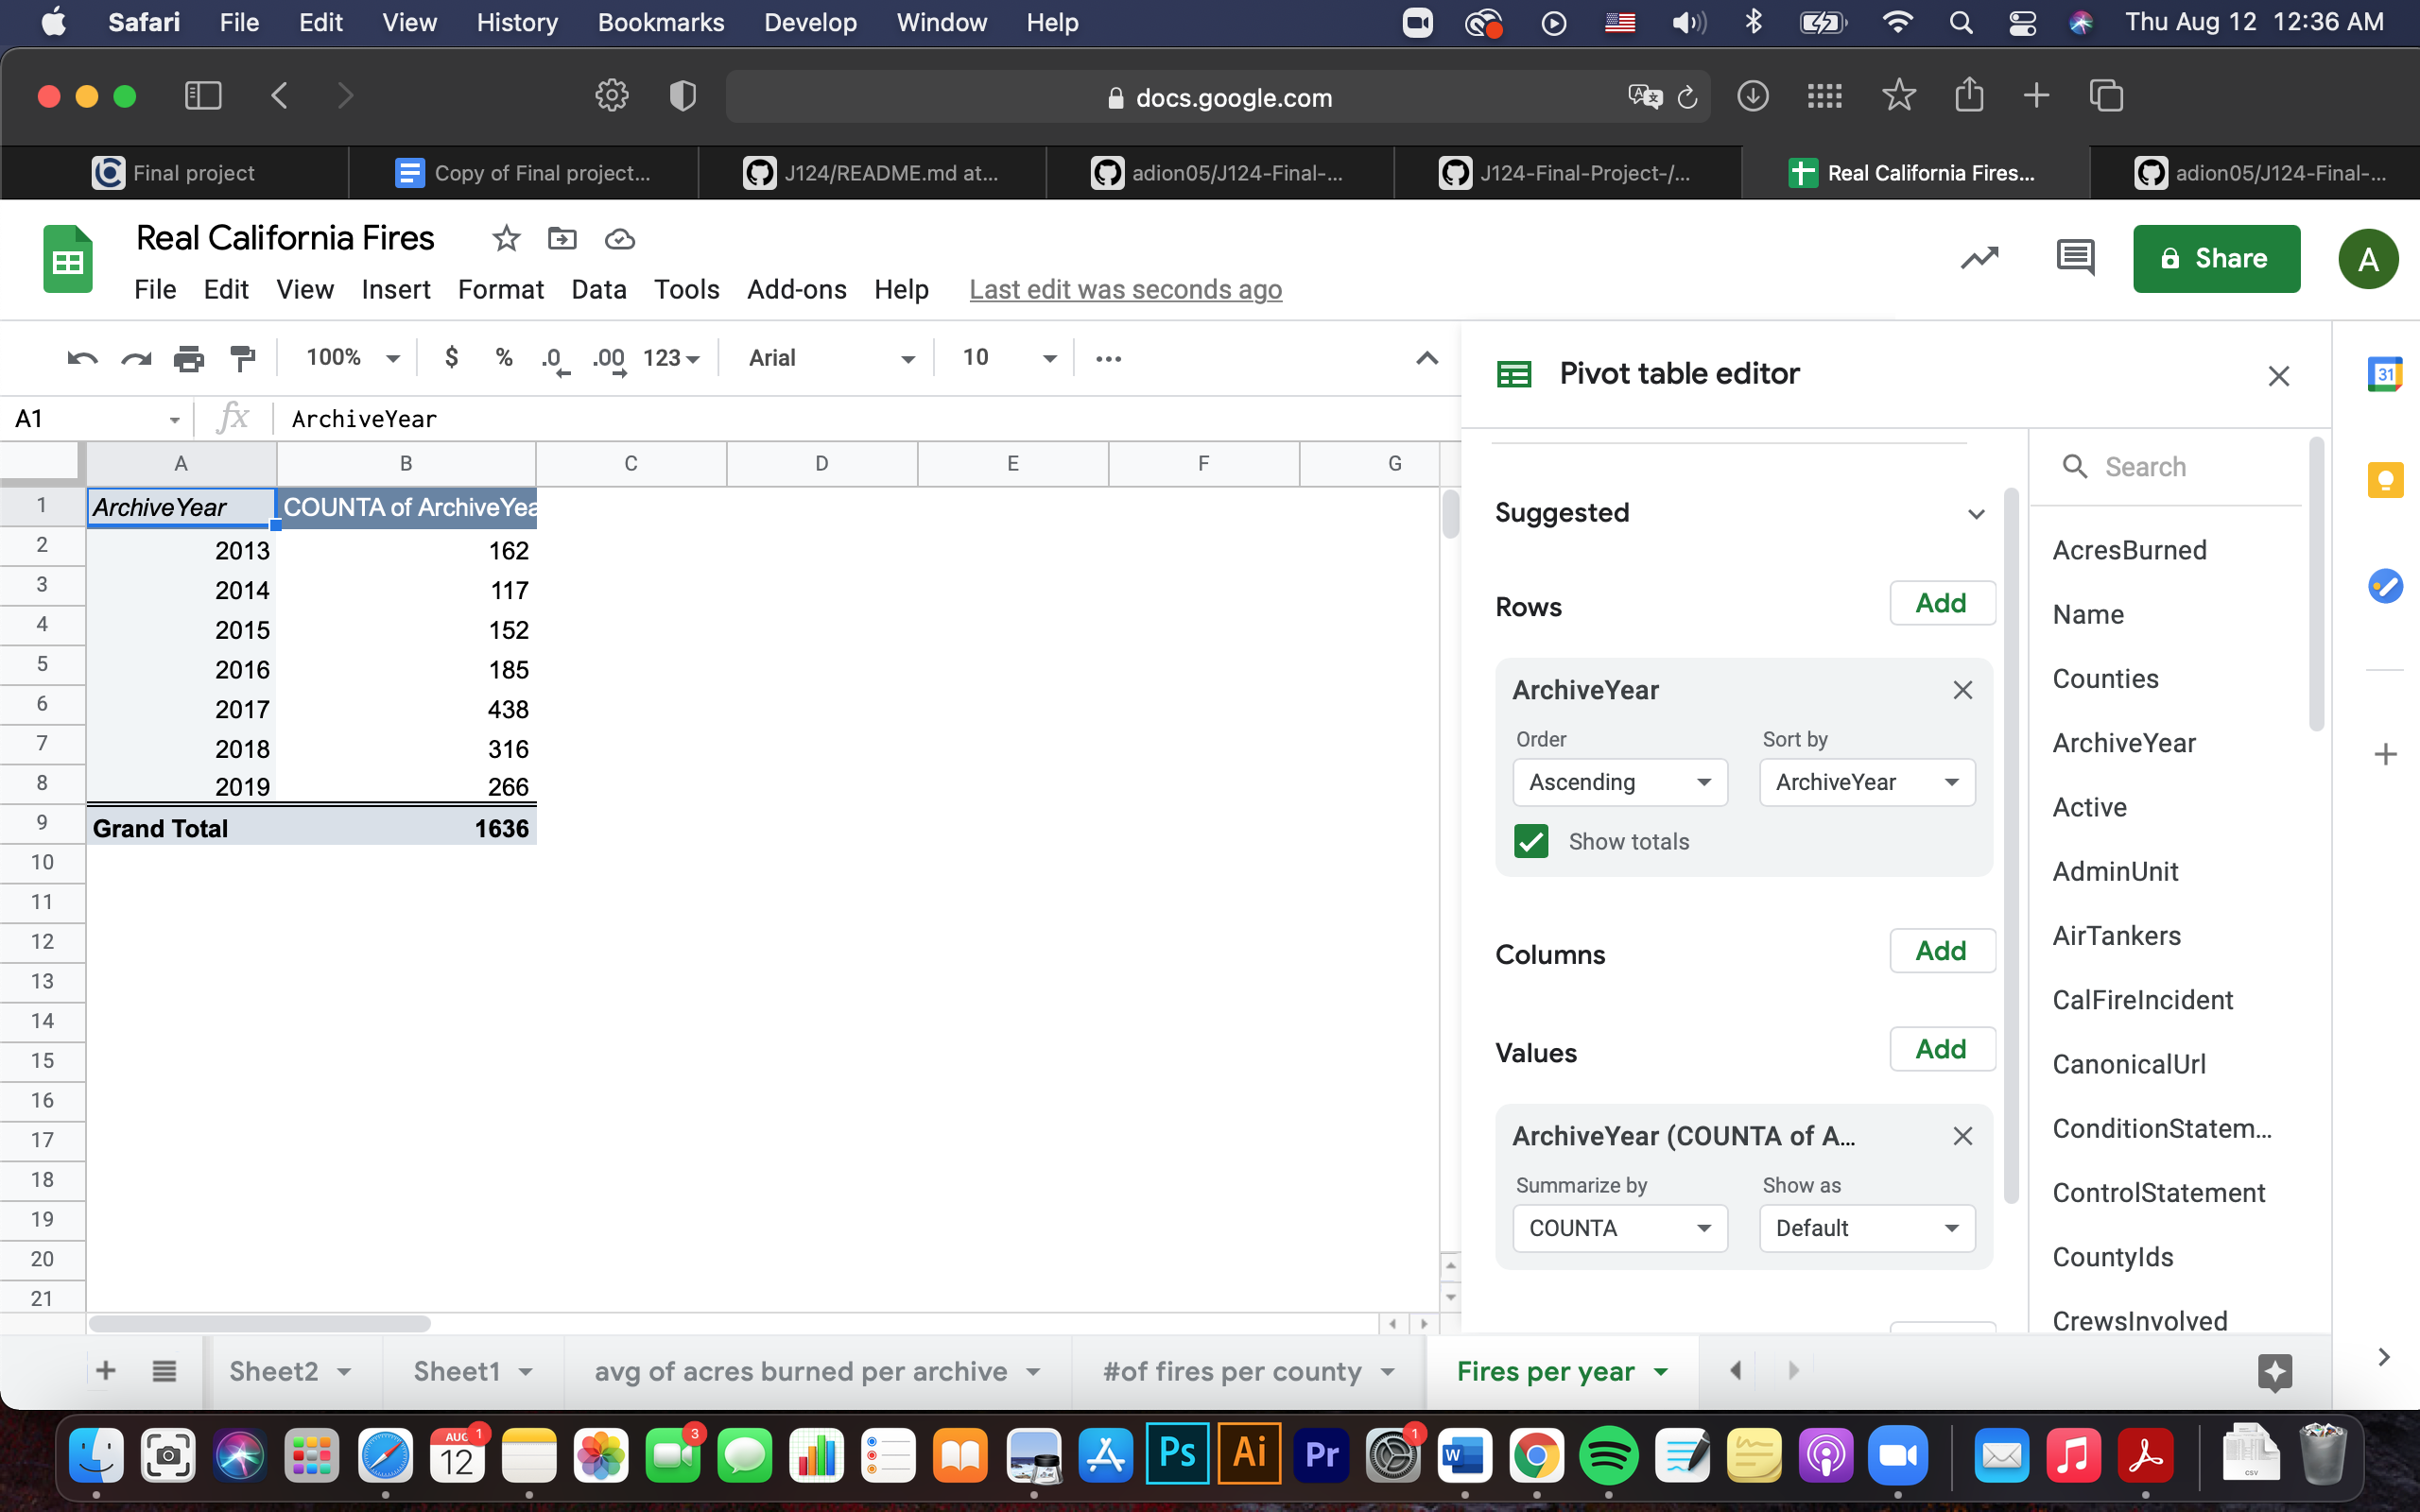 Safari File Edit View History Bookmarks Develop Window Help Thu Aug 12 12:36 AM
docs.google.com
Final project Copy of Final project... J124/README.md at... adion05/J124-Final-... J124-Final-Project-/... Real California Fires... adion05/J124-Final-...
Real California Fires
File Edit View Insert Format Data Tools Add-ons Help Last edit was seconds ago
Share A
100% $ % .0 .00 123 Arial 10 ...
A1 fx ArchiveYear
A B C D E F G
1 ArchiveYear COUNTA of ArchiveYea
2 2013 162
3 2014 117
4 2015 152
5 2016 185
6 2017 438
7 2018 316
8 2019 266
9 Grand Total 1636
10
11
12
13
14
15
16
17
18
19
20
21
Pivot table editor
Suggested
Rows Add
ArchiveYear
Order Sort by
Ascending ArchiveYear
Show totals
Columns Add
Values Add
ArchiveYear (COUNTA of A...
Summarize by Show as
COUNTA Default
Search
AcresBurned
Name
Counties
ArchiveYear
Active
AdminUnit
AirTankers
CalFireIncident
CanonicalUrl
ConditionStatem...
ControlStatement
CountyIds
CrewsInvolved
31
Sheet2 Sheet1 avg of acres burned per archive #of fires per county Fires per year
AUG 12 1 3 Ps Ai Pr 1 W CSV